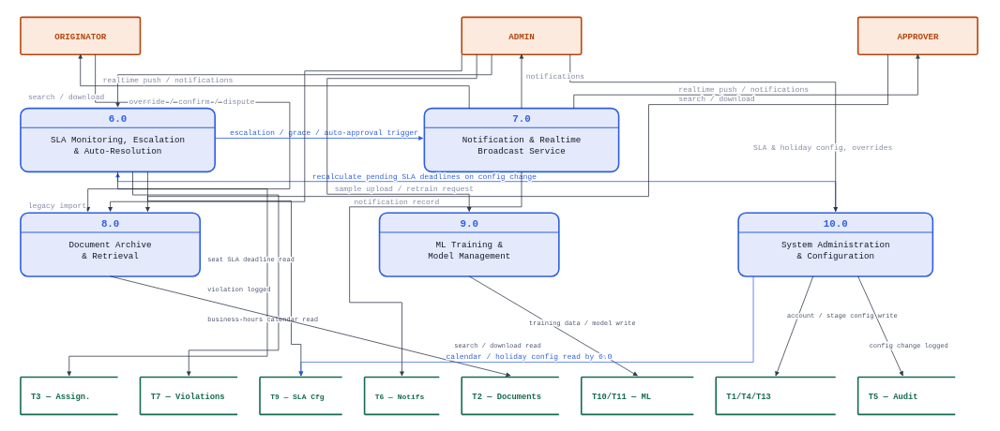 ORIGINATOR
ADMIN
APPROVER
notifications
realtime push / notifications
realtime push / notifications
search / download
override / confirm / dispute
search / download
6.0
SLA Monitoring, Escalation
& Auto-Resolution
escalation / grace / auto-approval trigger
7.0
Notification & Realtime
Broadcast Service
SLA & holiday config, overrides
recalculate pending SLA deadlines on config change
sample upload / retrain request
notification record
legacy import
8.0
Document Archive
& Retrieval
9.0
ML Training &
Model Management
10.0
System Administration
& Configuration
seat SLA deadline read
violation logged
business-hours calendar read
training data / model write
account / stage config write
search / download read
config change logged
calendar / holiday config read by 6.0
T3 — Assign.
T7 — Violations
T9 — SLA Cfg
T6 — Notifs
T2 — Documents
T10/T11 — ML
T1/T4/T13
T5 — Audit